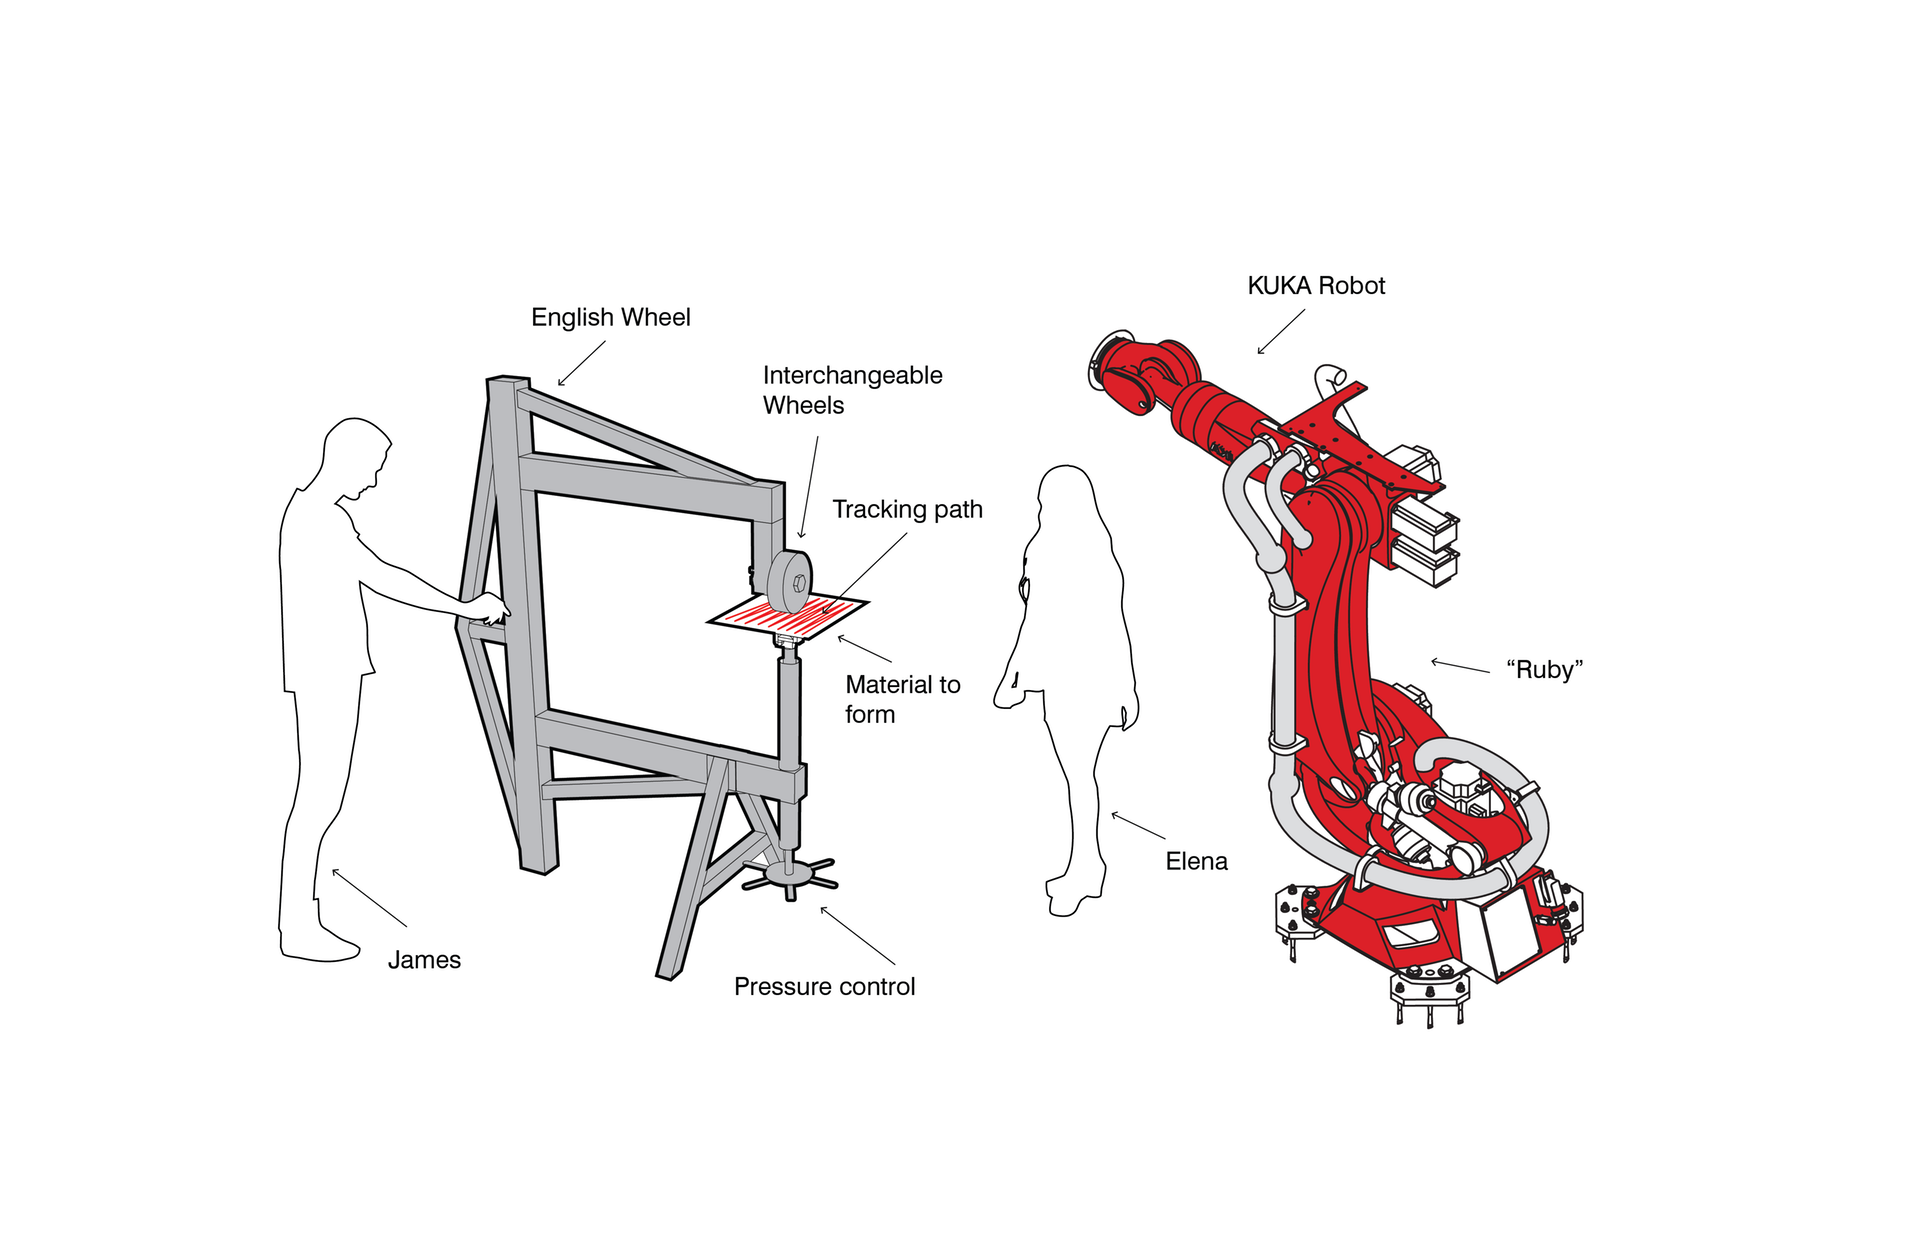 KUKA Robot
English Wheel
Interchangeable
Wheels
Tracking path
Material to
form
“Ruby”
Elena
James
Pressure control